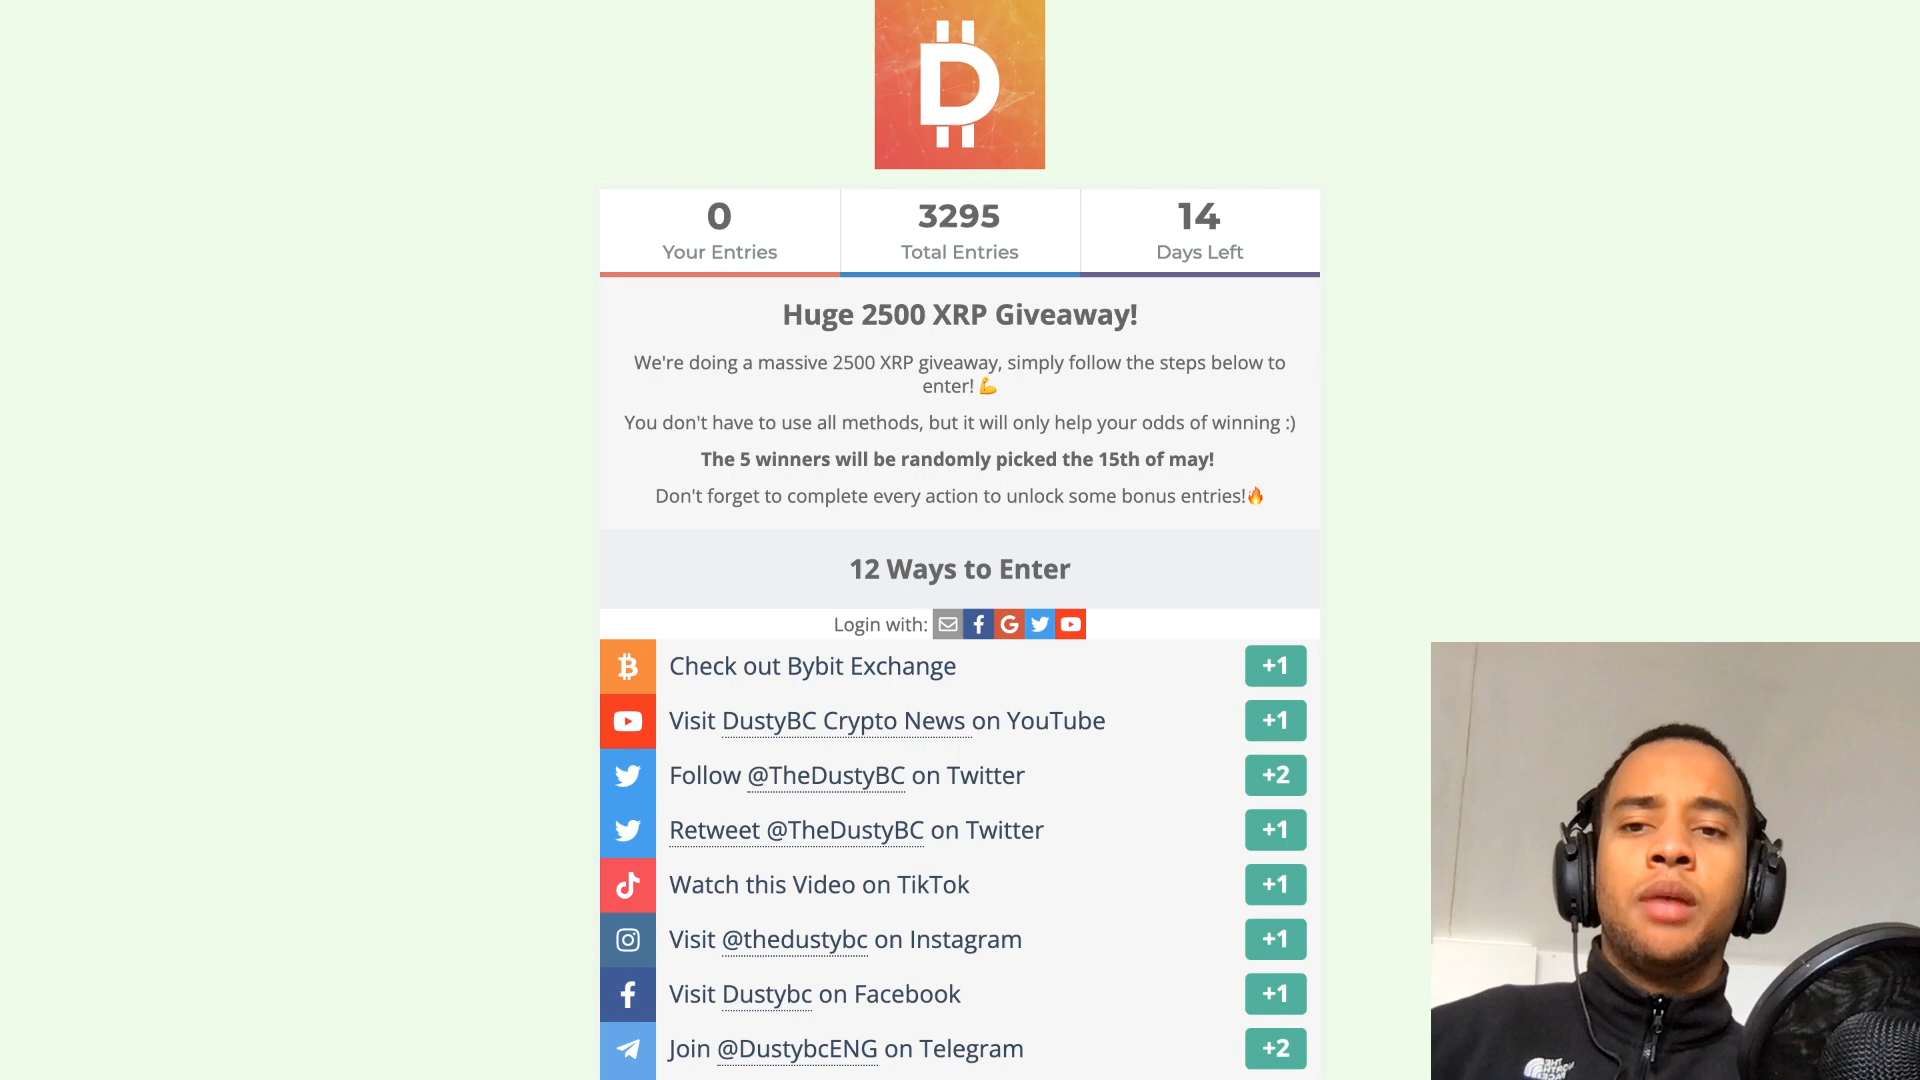 0
Your Entries
3295
Total Entries
14
Days Left
Huge 2500 XRP Giveaway!
We're doing a massive 2500 XRP giveaway, simply follow the steps below to
enter! 💪
You don't have to use all methods, but it will only help your odds of winning :)
The 5 winners will be randomly picked the 15th of may!
Don't forget to complete every action to unlock some bonus entries!🔥
12 Ways to Enter
Login with:
Check out Bybit Exchange +1
Visit DustyBC Crypto News on YouTube +1
Follow @TheDustyBC on Twitter +2
Retweet @TheDustyBC on Twitter +1
Watch this Video on TikTok +1
Visit @thedustybc on Instagram +1
Visit Dustybc on Facebook +1
Join @DustybcENG on Telegram +2
THE
NORTH
FACE